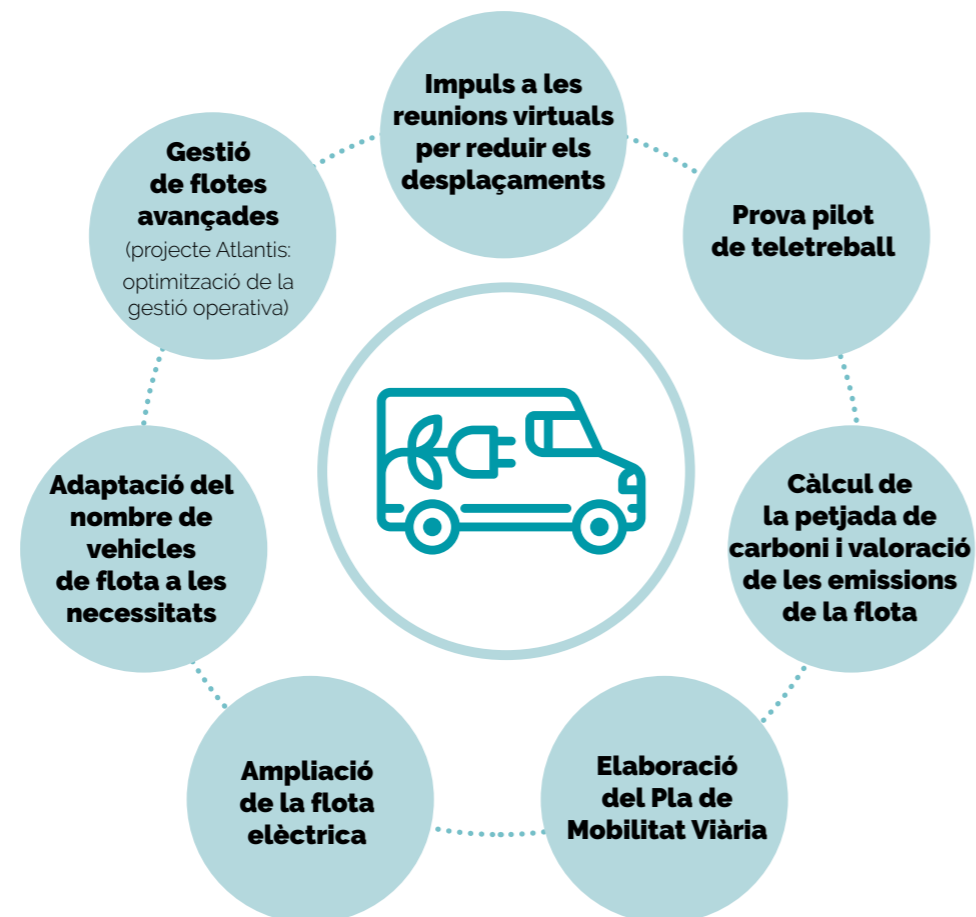 Impuls a les
reunions virtuals
per reduir els
desplaçaments
Prova pilot
de teletreball
Càlcul de
la petjada de
carboni i valoració
de les emissions
de la flota
Elaboració
del Pla de
Mobilitat Viària
Ampliació
de la flota
elèctrica
Adaptació del
nombre de
vehicles
de flota a les
necessitats
Gestió
de flotes
avançades
(projecte Atlantis:
optimització de la
gestió operativa)